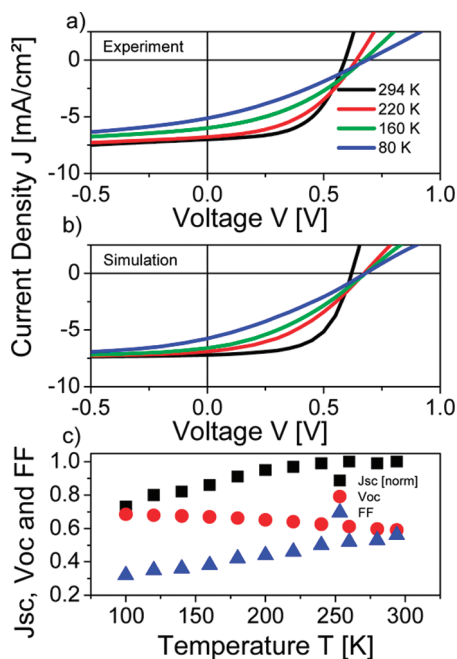 a)
Experiment
0
-5
-10
294 K
220 K
160 K
80 K
-0.5 0.0 0.5 1.0
Voltage V [V]
Current Density J [mA/cm²]
b)
Simulation
0
-5
-10
-0.5 0.0 0.5 1.0
Voltage V [V]
c)
Jsc, Voc and FF
1.0
0.8
0.6
0.4
0.2
Jsc [norm]
Voc
FF
100 150 200 250 300
Temperature T [K]